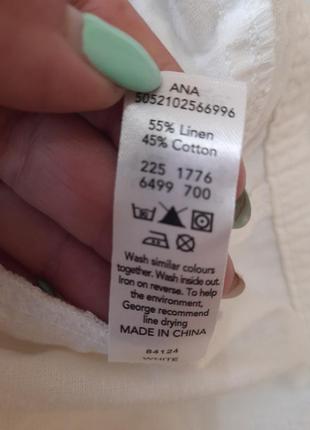 ANA
5052102566996
55% Linen
45% Cotton
225 1776
6499 700
Wash similar colours
together. Wash inside out.
Iron on reverse. To help
the environment,
George recommend
line drying
MADE IN CHINA
84124
WHITE